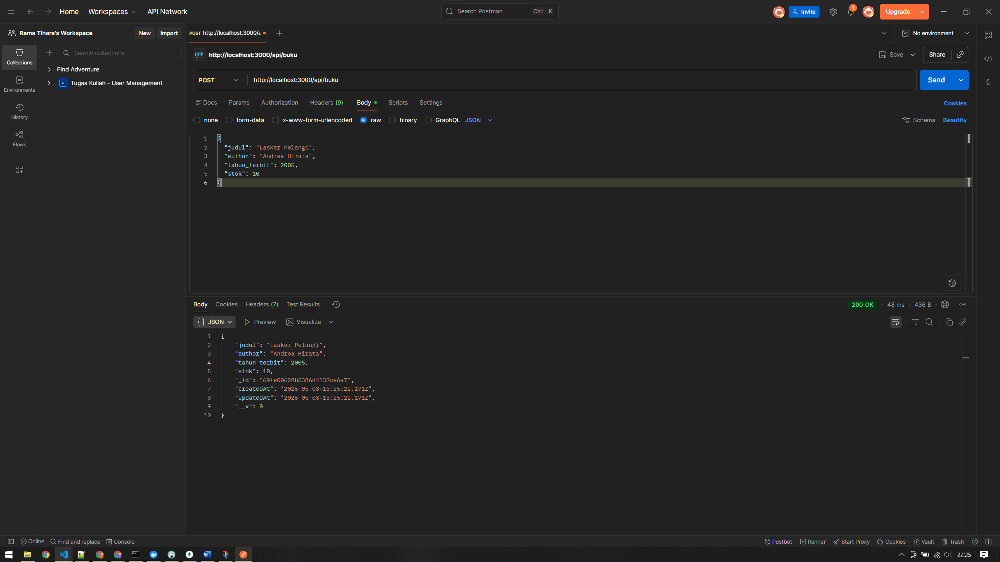 Home Workspaces API Network Search Postman Ctrl K Invite 1 Upgrade
Rama Tihara's Workspace New Import POST http://localhost:3000/a No environment
Search collections
Find Adventure
Tugas Kuliah - User Management
Collections
Environments
History
Flows
HTTP http://localhost:3000/api/buku Save Share
POST http://localhost:3000/api/buku Send
Docs Params Authorization Headers (9) Body Scripts Settings Cookies
none form-data x-www-form-urlencoded raw binary GraphQL JSON Schema Beautify
1 {
2 "judul": "Laskar Pelangi",
3 "author": "Andrea Hirata",
4 "tahun_terbit": 2005,
5 "stok": 10
6 }
Body Cookies Headers (7) Test Results 200 OK 48 ms 436 B
{} JSON Preview Visualize
1 {
2 "judul": "Laskar Pelangi",
3 "author": "Andrea Hirata",
4 "tahun_terbit": 2005,
5 "stok": 10,
6 "_id": "69fe00628b5386d4132ce6a7",
7 "createdAt": "2026-05-08T15:25:22.171Z",
8 "updatedAt": "2026-05-08T15:25:22.171Z",
9 "__v": 0
10 }
Online Find and replace Console Postbot Runner Start Proxy Cookies Vault Trash
22:25